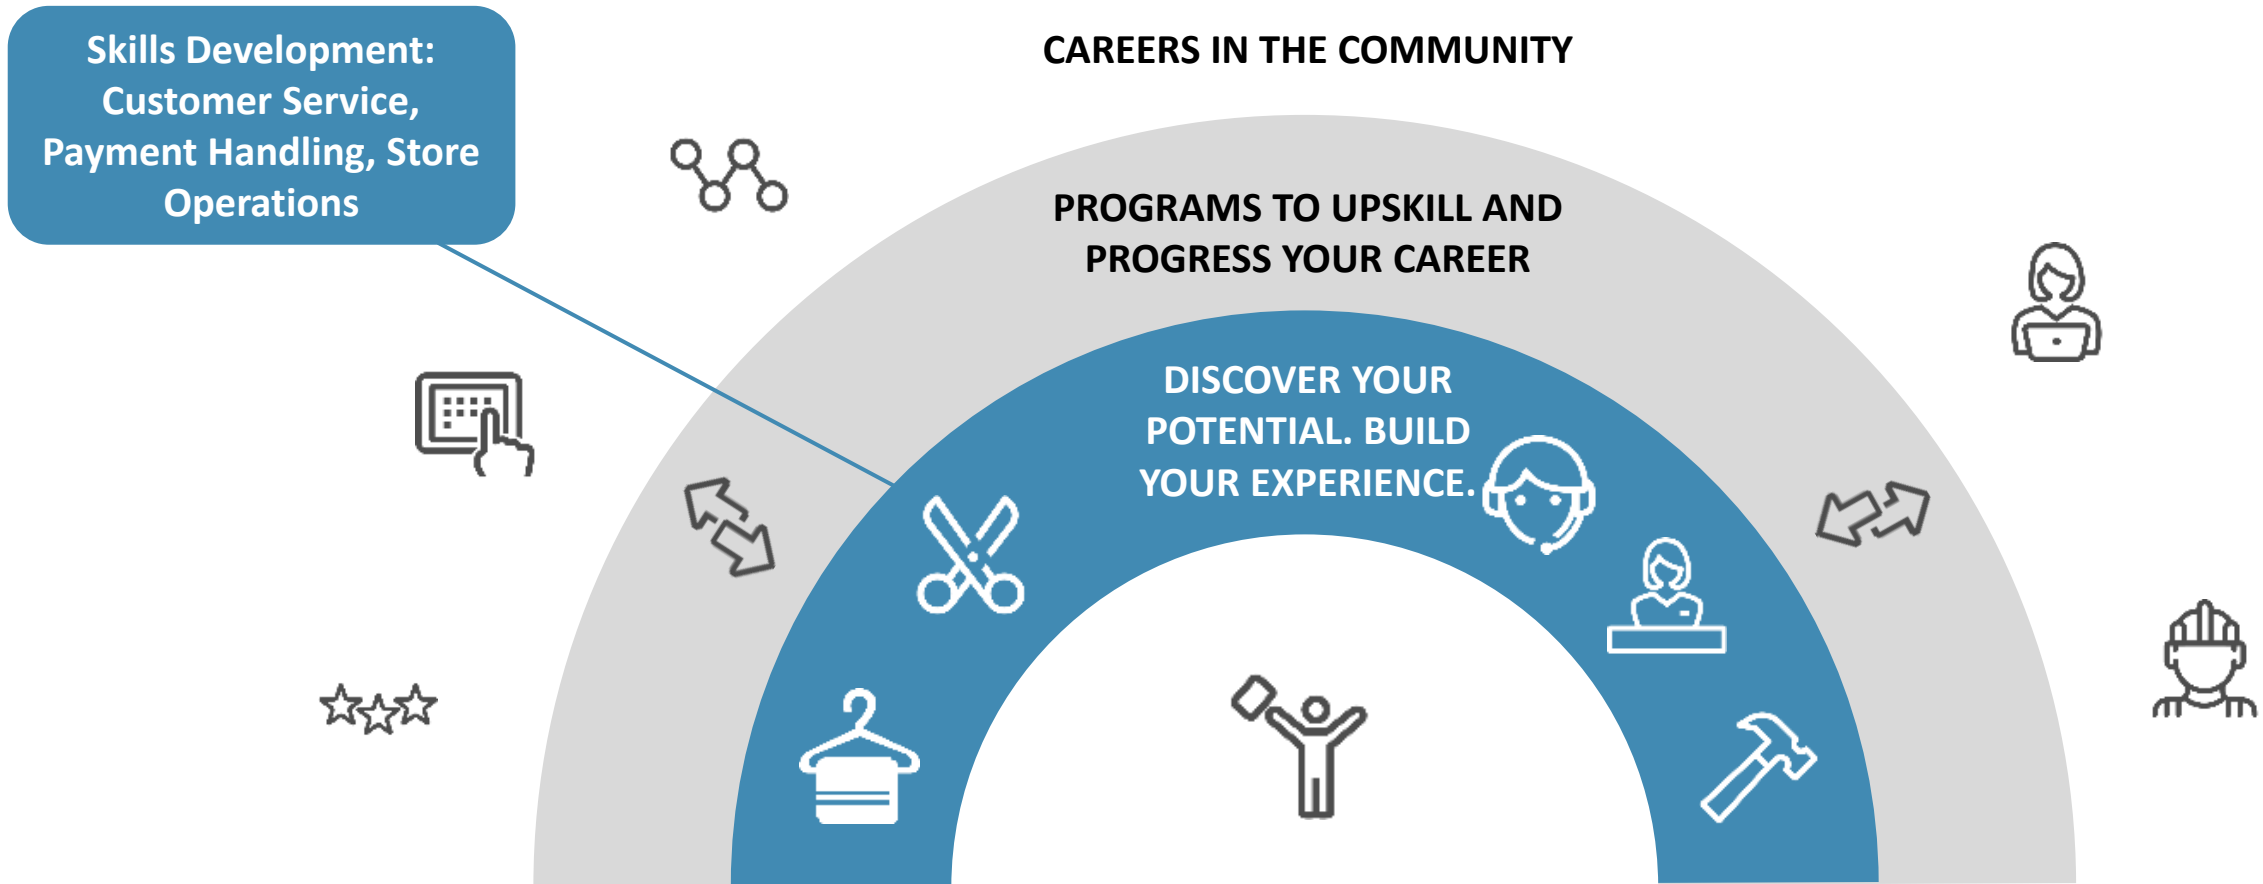 Skills Development:
Customer Service,
Payment Handling, Store
Operations
CAREERS IN THE COMMUNITY
PROGRAMS TO UPSKILL AND
PROGRESS YOUR CAREER
DISCOVER YOUR
POTENTIAL. BUILD
YOUR EXPERIENCE.